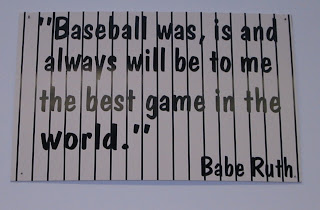 "Baseball was, is and
always will be to me
the best game in the
world."
Babe Ruth